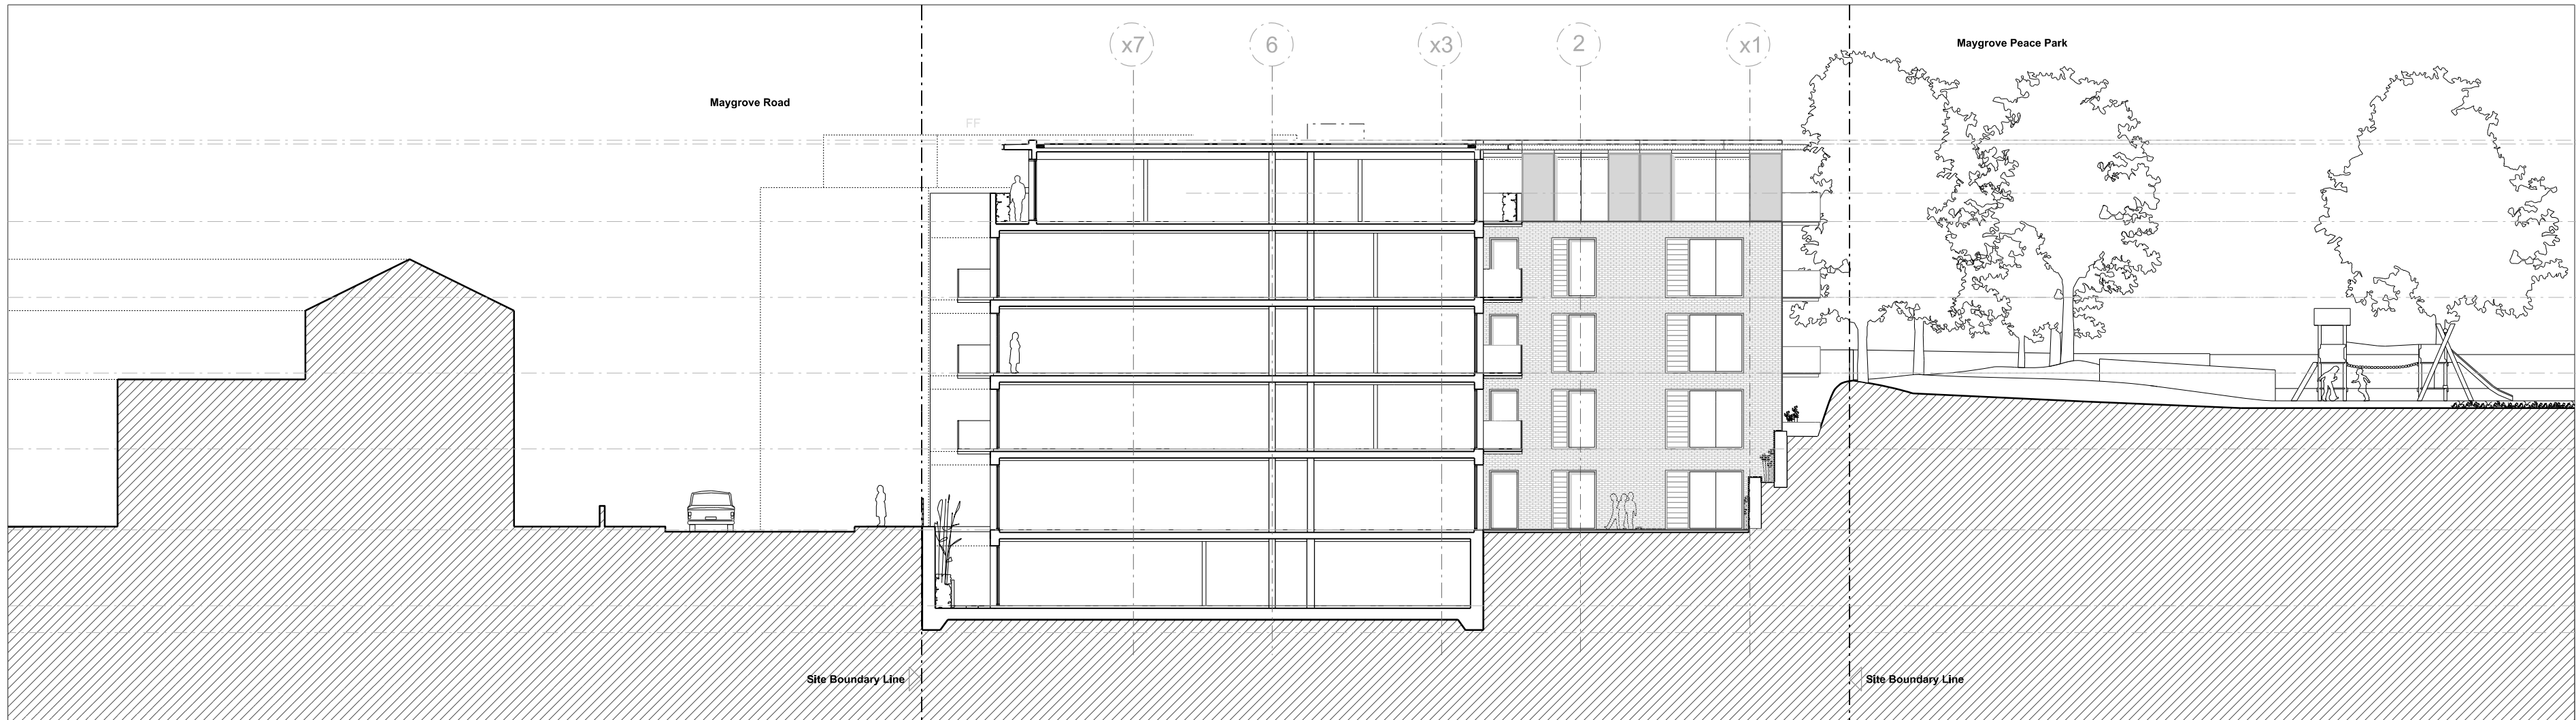 x7
6
x3
2
x1
Maygrove Peace Park
Maygrove Road
FF
Site Boundary Line
Site Boundary Line